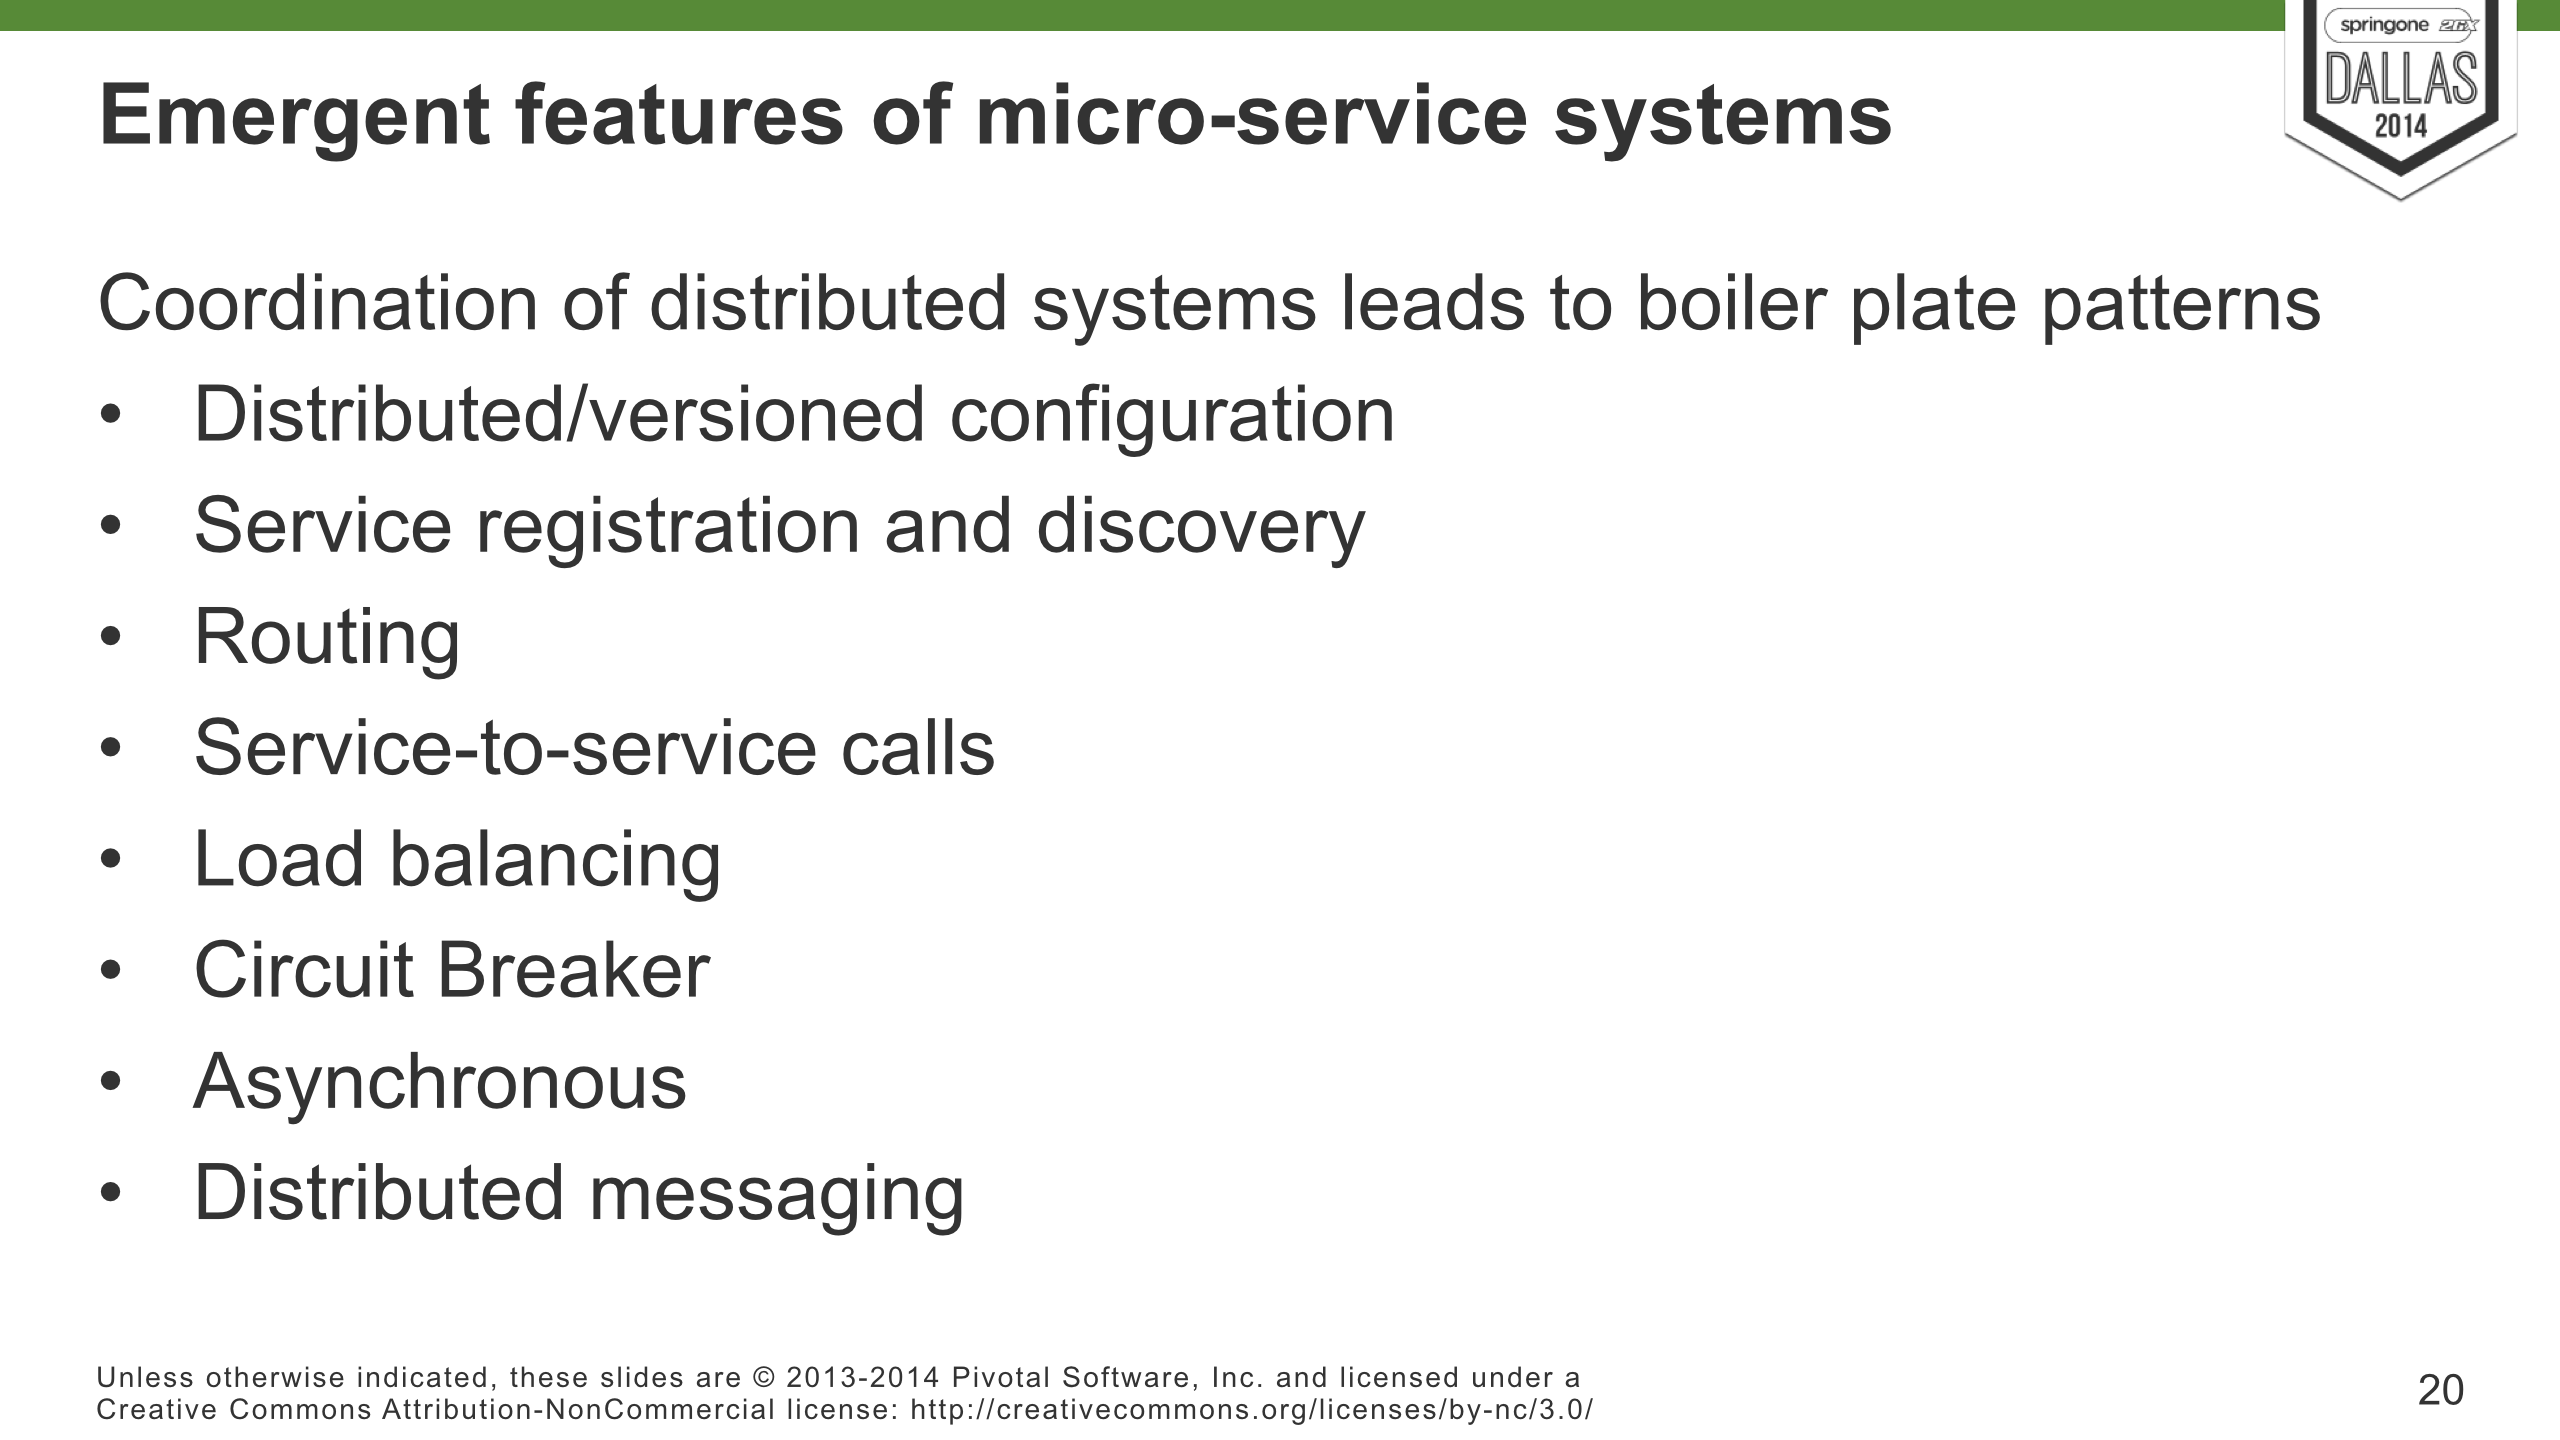 springone 2GX
DALLAS
2014
Emergent features of micro-service systems
Coordination of distributed systems leads to boiler plate patterns
• Distributed/versioned configuration
• Service registration and discovery
• Routing
• Service-to-service calls
• Load balancing
• Circuit Breaker
• Asynchronous
• Distributed messaging
Unless otherwise indicated, these slides are © 2013-2014 Pivotal Software, Inc. and licensed under a
Creative Commons Attribution-NonCommercial license: http://creativecommons.org/licenses/by-nc/3.0/
20